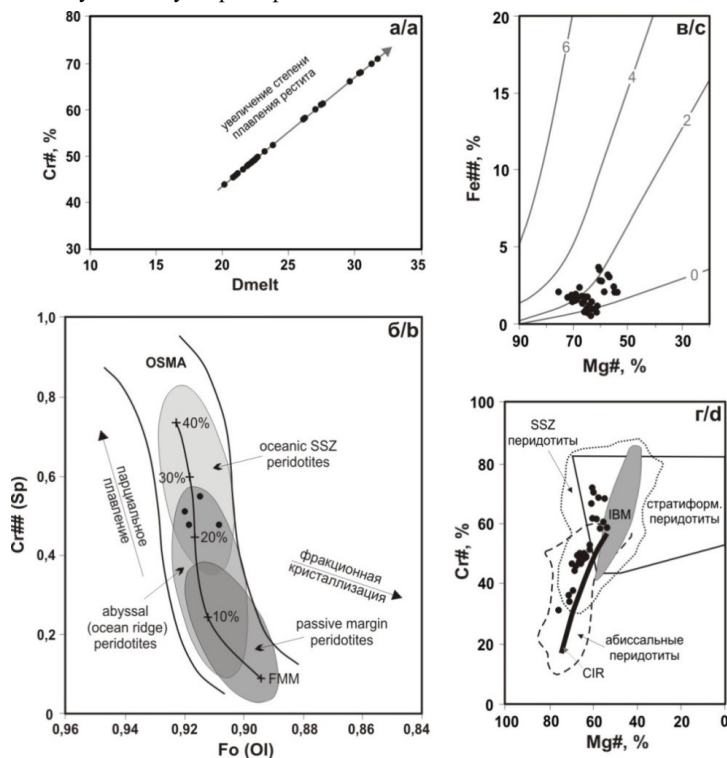 а/a
Cr#, %
80
70
60
50
40
30
увеличение степени
плавления рестита
10
15
20
25
30
35
Dmelt
в/c
Fe##, %
20
15
10
5
0
6
4
2
0
90
70
50
30
Mg#, %
б/b
Cr## (Sp)
1,0
0,8
0,6
0,4
0,2
0
OSMA
40%
30%
20%
10%
FMM
oceanic SSZ
peridotites
парциальное
плавление
фракционная
кристаллизация
abyssal
(ocean ridge)
peridotites
passive margin
peridotites
0,96
0,94
0,92
0,90
0,88
0,86
0,84
Fo (Ol)
г/d
Cr#, %
100
80
60
40
20
0
SSZ
перидотиты
IBM
стратиформ.
перидотиты
абиссальные
перидотиты
CIR
100
80
60
40
20
0
Mg#, %